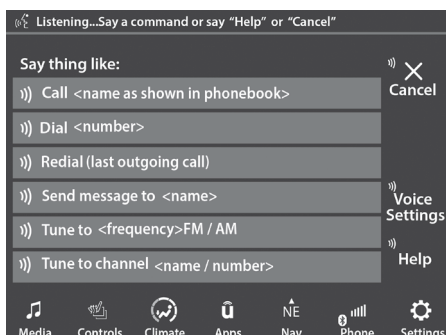 Listening...Say a command or say “Help” or “Cancel”
Say thing like:
Cancel
Call <name as shown in phonebook>
Dial <number>
Redial (last outgoing call)
Send message to <name>
Voice Settings
Tune to <frequency>FM / AM
Help
Tune to channel <name / number>
û NE
Media Controls Climate Apps Nav Phone Settings